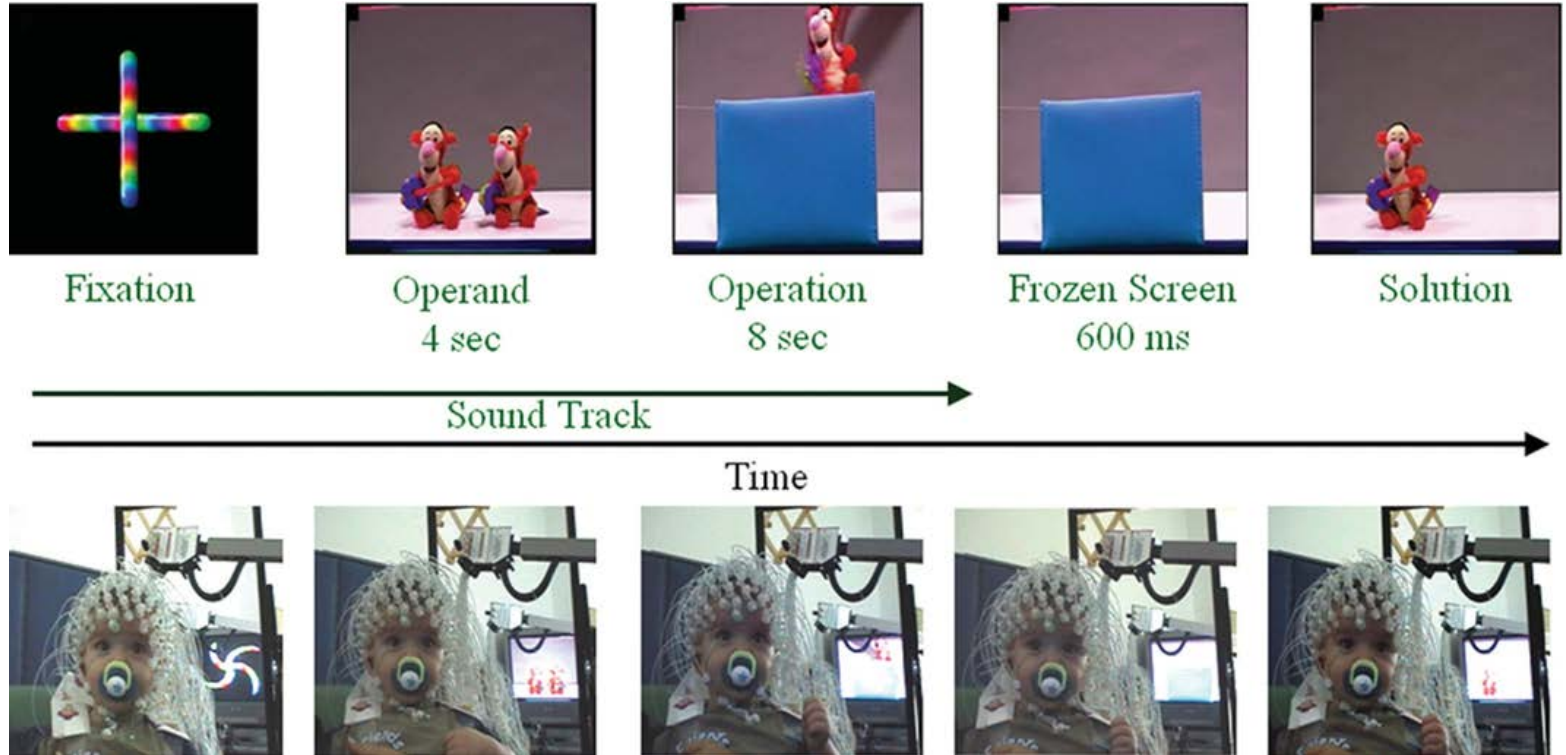 Fixation
Operand
4 sec
Operation
8 sec
Frozen Screen
600 ms
Solution
Sound Track
Time